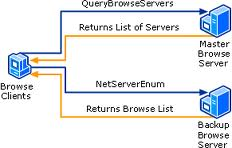 QueryBrowseServers
Returns List of Servers
Master
Browse
Server
Browse
Clients
NetServerEnum
Returns Browse List
Backup
Browse
Server